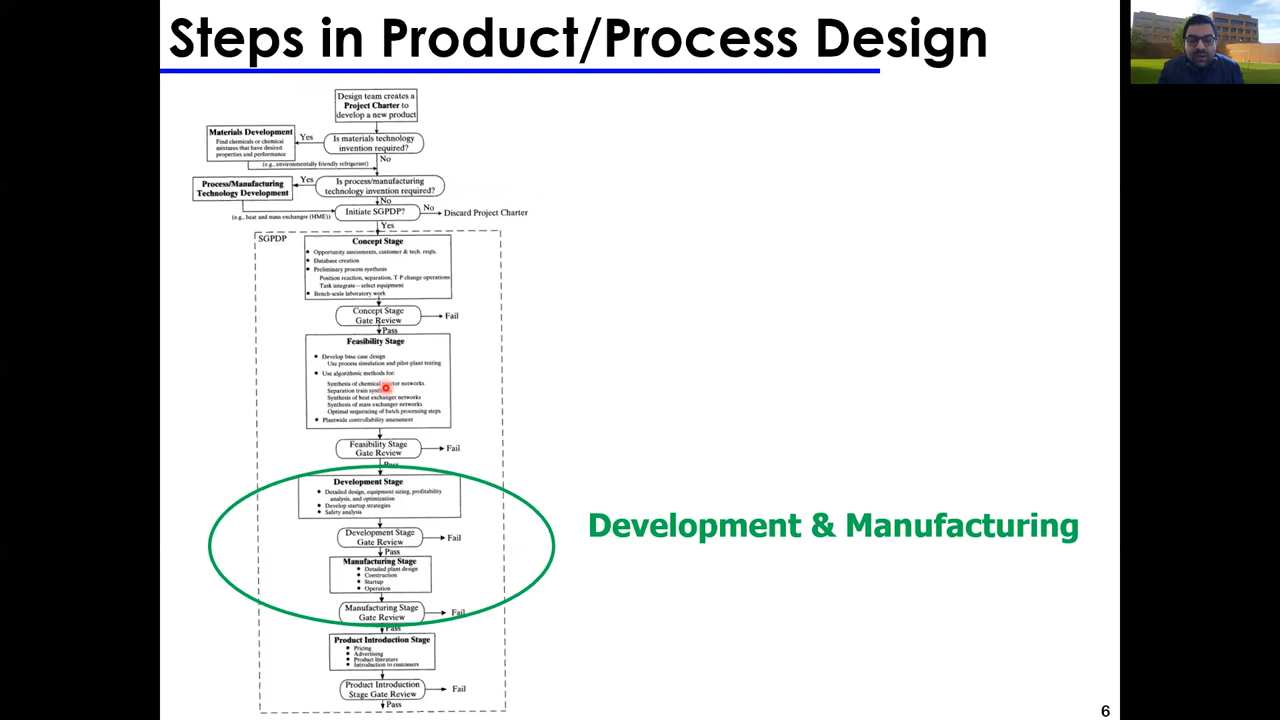 Steps in Product/Process Design
Design team creates a
Project Charter to
develop a new product
Materials Development
Find chemicals or chemical
mixtures that have desired
properties and performance
Yes
Is materials technology
invention required?
No
(e.g., environmentally friendly refrigerant)
Process/Manufacturing
Technology Development
Yes
Is process/manufacturing
technology invention required?
No
(e.g., heat and mass exchanger (HME))
Initiate SGPDP?
No
Discard Project Charter
Yes
SGPDP
Concept Stage
• Opportunity assessments, customer & tech. reqts.
• Database creation
• Preliminary process synthesis
Position reaction, separation, T-P change operations
Task integrate—select equipment
• Bench-scale laboratory work
Concept Stage
Gate Review
Fail
Pass
Feasibility Stage
• Develop base case design
Use process simulation and pilot-plant testing
• Use algorithmic methods for:
Synthesis of chemical networks
Separation train
Synthesis of heat exchanger networks
Synthesis of mass exchanger networks
Optimal sequencing of batch processing steps
• Plantwide controllability assessment
Feasibility Stage
Gate Review
Fail
Pass
Development Stage
• Detailed design, equipment sizing, profitability
analysis, and optimization
• Develop startup strategies
• Safety analysis
Development & Manufacturing
Development Stage
Gate Review
Fail
Pass
Manufacturing Stage
• Detailed plant design
• Construction
• Startup
• Operation
Manufacturing Stage
Gate Review
Fail
Pass
Product Introduction Stage
• Pricing
• Advertising
• Product literature
• Introduction to customers
Product Introduction
Stage Gate Review
Fail
Pass
6